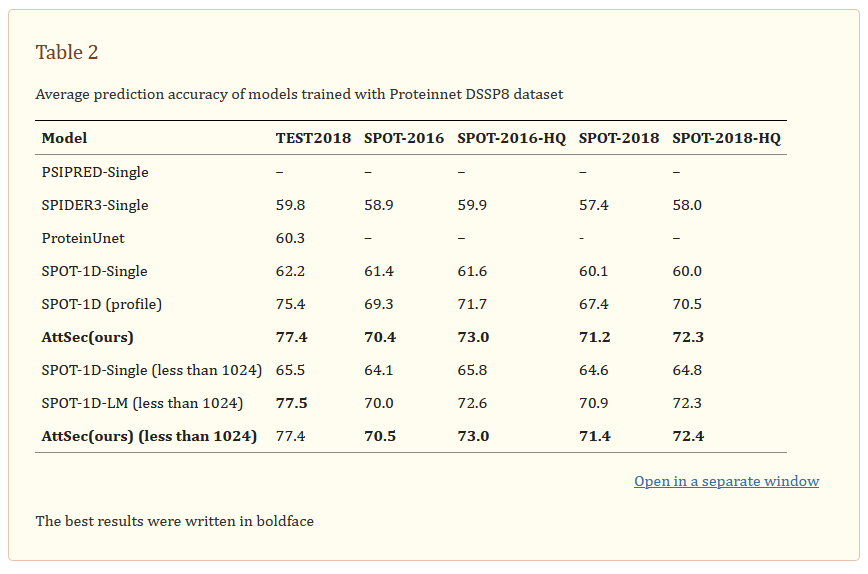 Table 2
Average prediction accuracy of models trained with Proteinnet DSSP8 dataset
Model TEST2018 SPOT-2016 SPOT-2016-HQ SPOT-2018 SPOT-2018-HQ
PSIPRED-Single – – – – –
SPIDER3-Single 59.8 58.9 59.9 57.4 58.0
ProteinUnet 60.3 – – - –
SPOT-1D-Single 62.2 61.4 61.6 60.1 60.0
SPOT-1D (profile) 75.4 69.3 71.7 67.4 70.5
AttSec(ours) 77.4 70.4 73.0 71.2 72.3
SPOT-1D-Single (less than 1024) 65.5 64.1 65.8 64.6 64.8
SPOT-1D-LM (less than 1024) 77.5 70.0 72.6 70.9 72.3
AttSec(ours) (less than 1024) 77.4 70.5 73.0 71.4 72.4
Open in a separate window
The best results were written in boldface